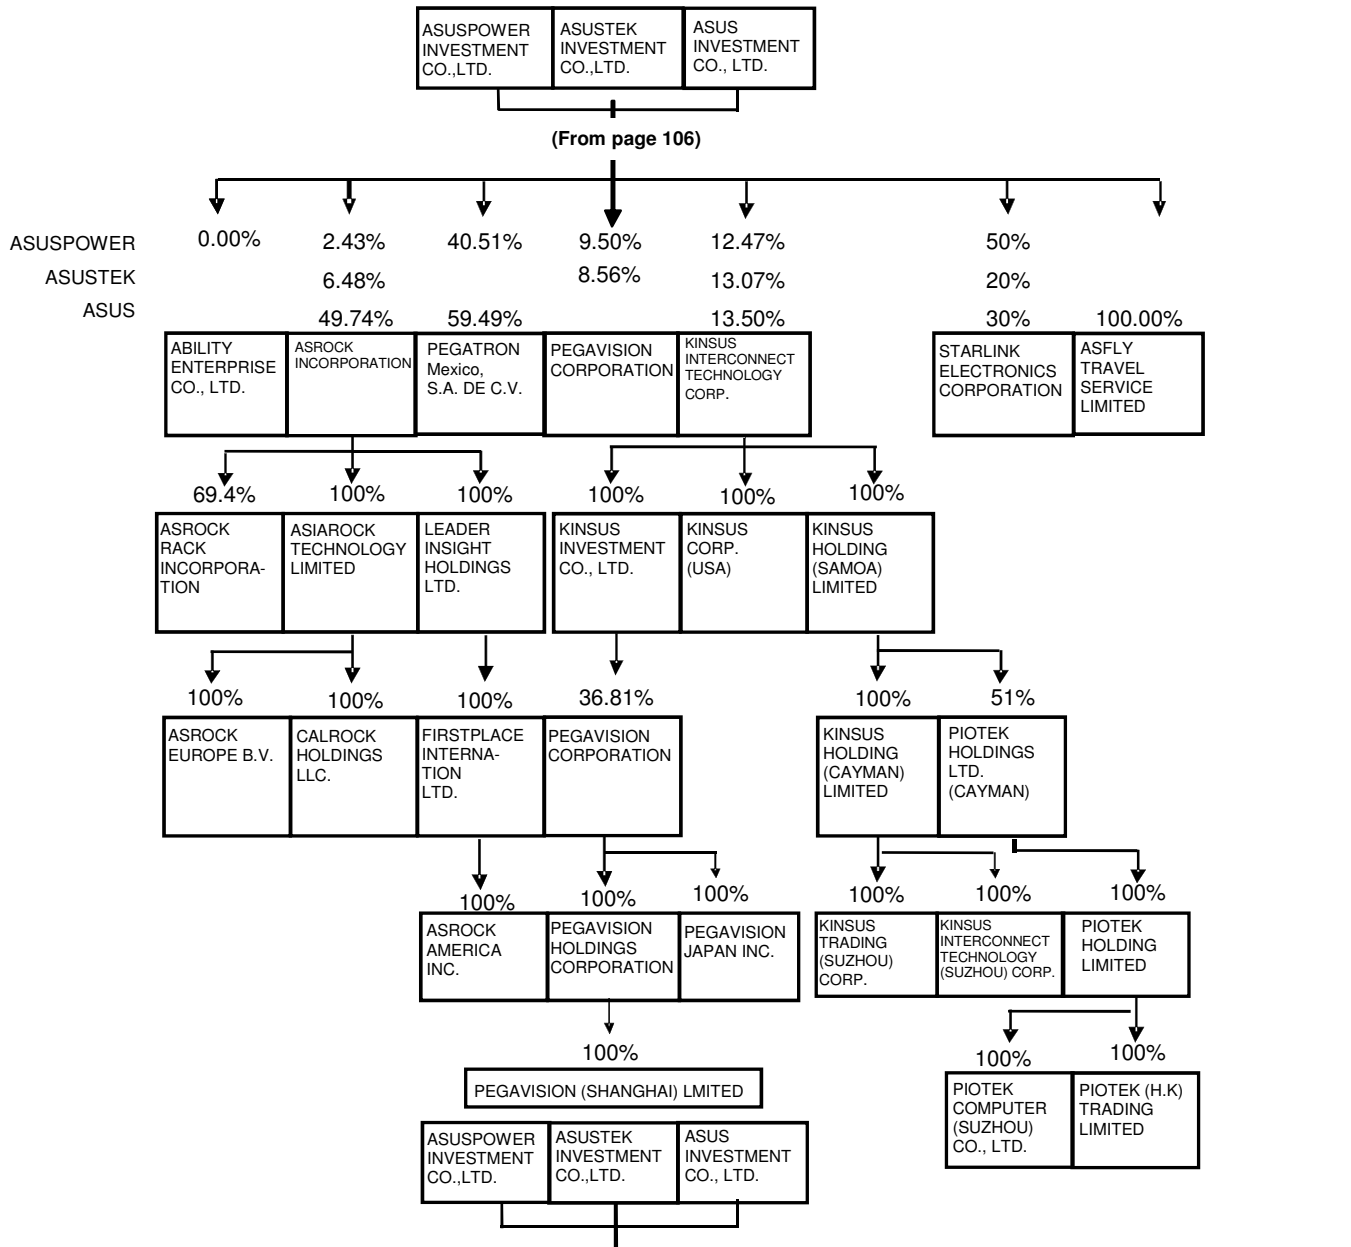 ASUSPOWER
INVESTMENT
CO.,LTD.
ASUSTEK
INVESTMENT
CO.,LTD.
ASUS
INVESTMENT
CO., LTD.
(From page 106)
ASUSPOWER
0.00%
2.43%
40.51%
9.50%
12.47%
50%
ASUSTEK
6.48%
8.56%
13.07%
20%
ASUS
49.74%
59.49%
13.50%
30%
100.00%
ABILITY
ENTERPRISE
CO., LTD.
ASROCK
INCORPORATION
PEGATRON
Mexico,
S.A. DE C.V.
PEGAVISION
CORPORATION
KINSUS
INTERCONNECT
TECHNOLOGY
CORP.
STARLINK
ELECTRONICS
CORPORATION
ASFLY
TRAVEL
SERVICE
LIMITED
69.4%
100%
100%
100%
100%
100%
ASROCK
RACK
INCORPORA-
TION
ASIAROCK
TECHNOLOGY
LIMITED
LEADER
INSIGHT
HOLDINGS
LTD.
KINSUS
INVESTMENT
CO., LTD.
KINSUS
CORP.
(USA)
KINSUS
HOLDING
(SAMOA)
LIMITED
100%
100%
100%
36.81%
100%
51%
ASROCK
EUROPE B.V.
CALROCK
HOLDINGS
LLC.
FIRSTPLACE
INTERNA-
TION
LTD.
PEGAVISION
CORPORATION
KINSUS
HOLDING
(CAYMAN)
LIMITED
PIOTEK
HOLDINGS
LTD.
(CAYMAN)
100%
100%
100%
100%
100%
100%
ASROCK
AMERICA
INC.
PEGAVISION
HOLDINGS
CORPORATION
PEGAVISION
JAPAN INC.
KINSUS
TRADING
(SUZHOU)
CORP.
KINSUS
INTERCONNECT
TECHNOLOGY
(SUZHOU) CORP.
PIOTEK
HOLDING
LIMITED
100%
100%
100%
PEGAVISION (SHANGHAI) LMITED
PIOTEK
COMPUTER
(SUZHOU)
CO., LTD.
PIOTEK (H.K)
TRADING
LIMITED
ASUSPOWER
INVESTMENT
CO.,LTD.
ASUSTEK
INVESTMENT
CO.,LTD.
ASUS
INVESTMENT
CO., LTD.